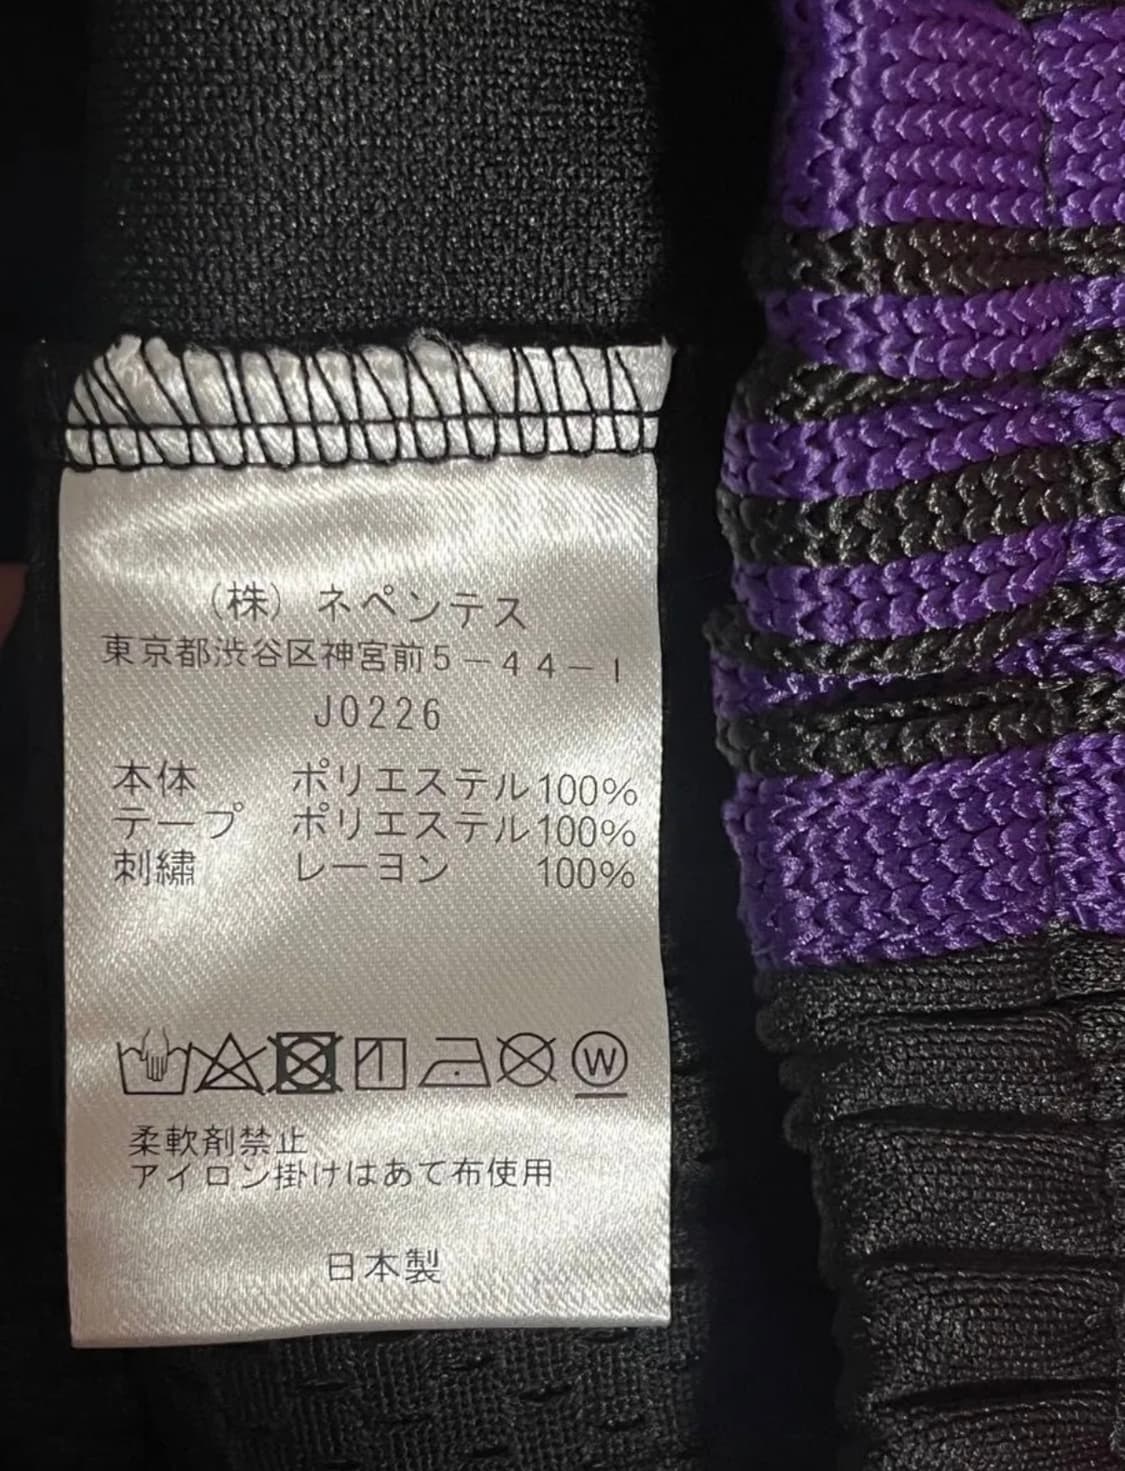 (株) ネペンテス
東京都渋谷区神宮前5-44-1
J0226
本体 ポリエステル100%
テープ ポリエステル100%
刺繍 レーヨン 100%
W
柔軟剤禁止
アイロン掛けはあて布使用
日本製